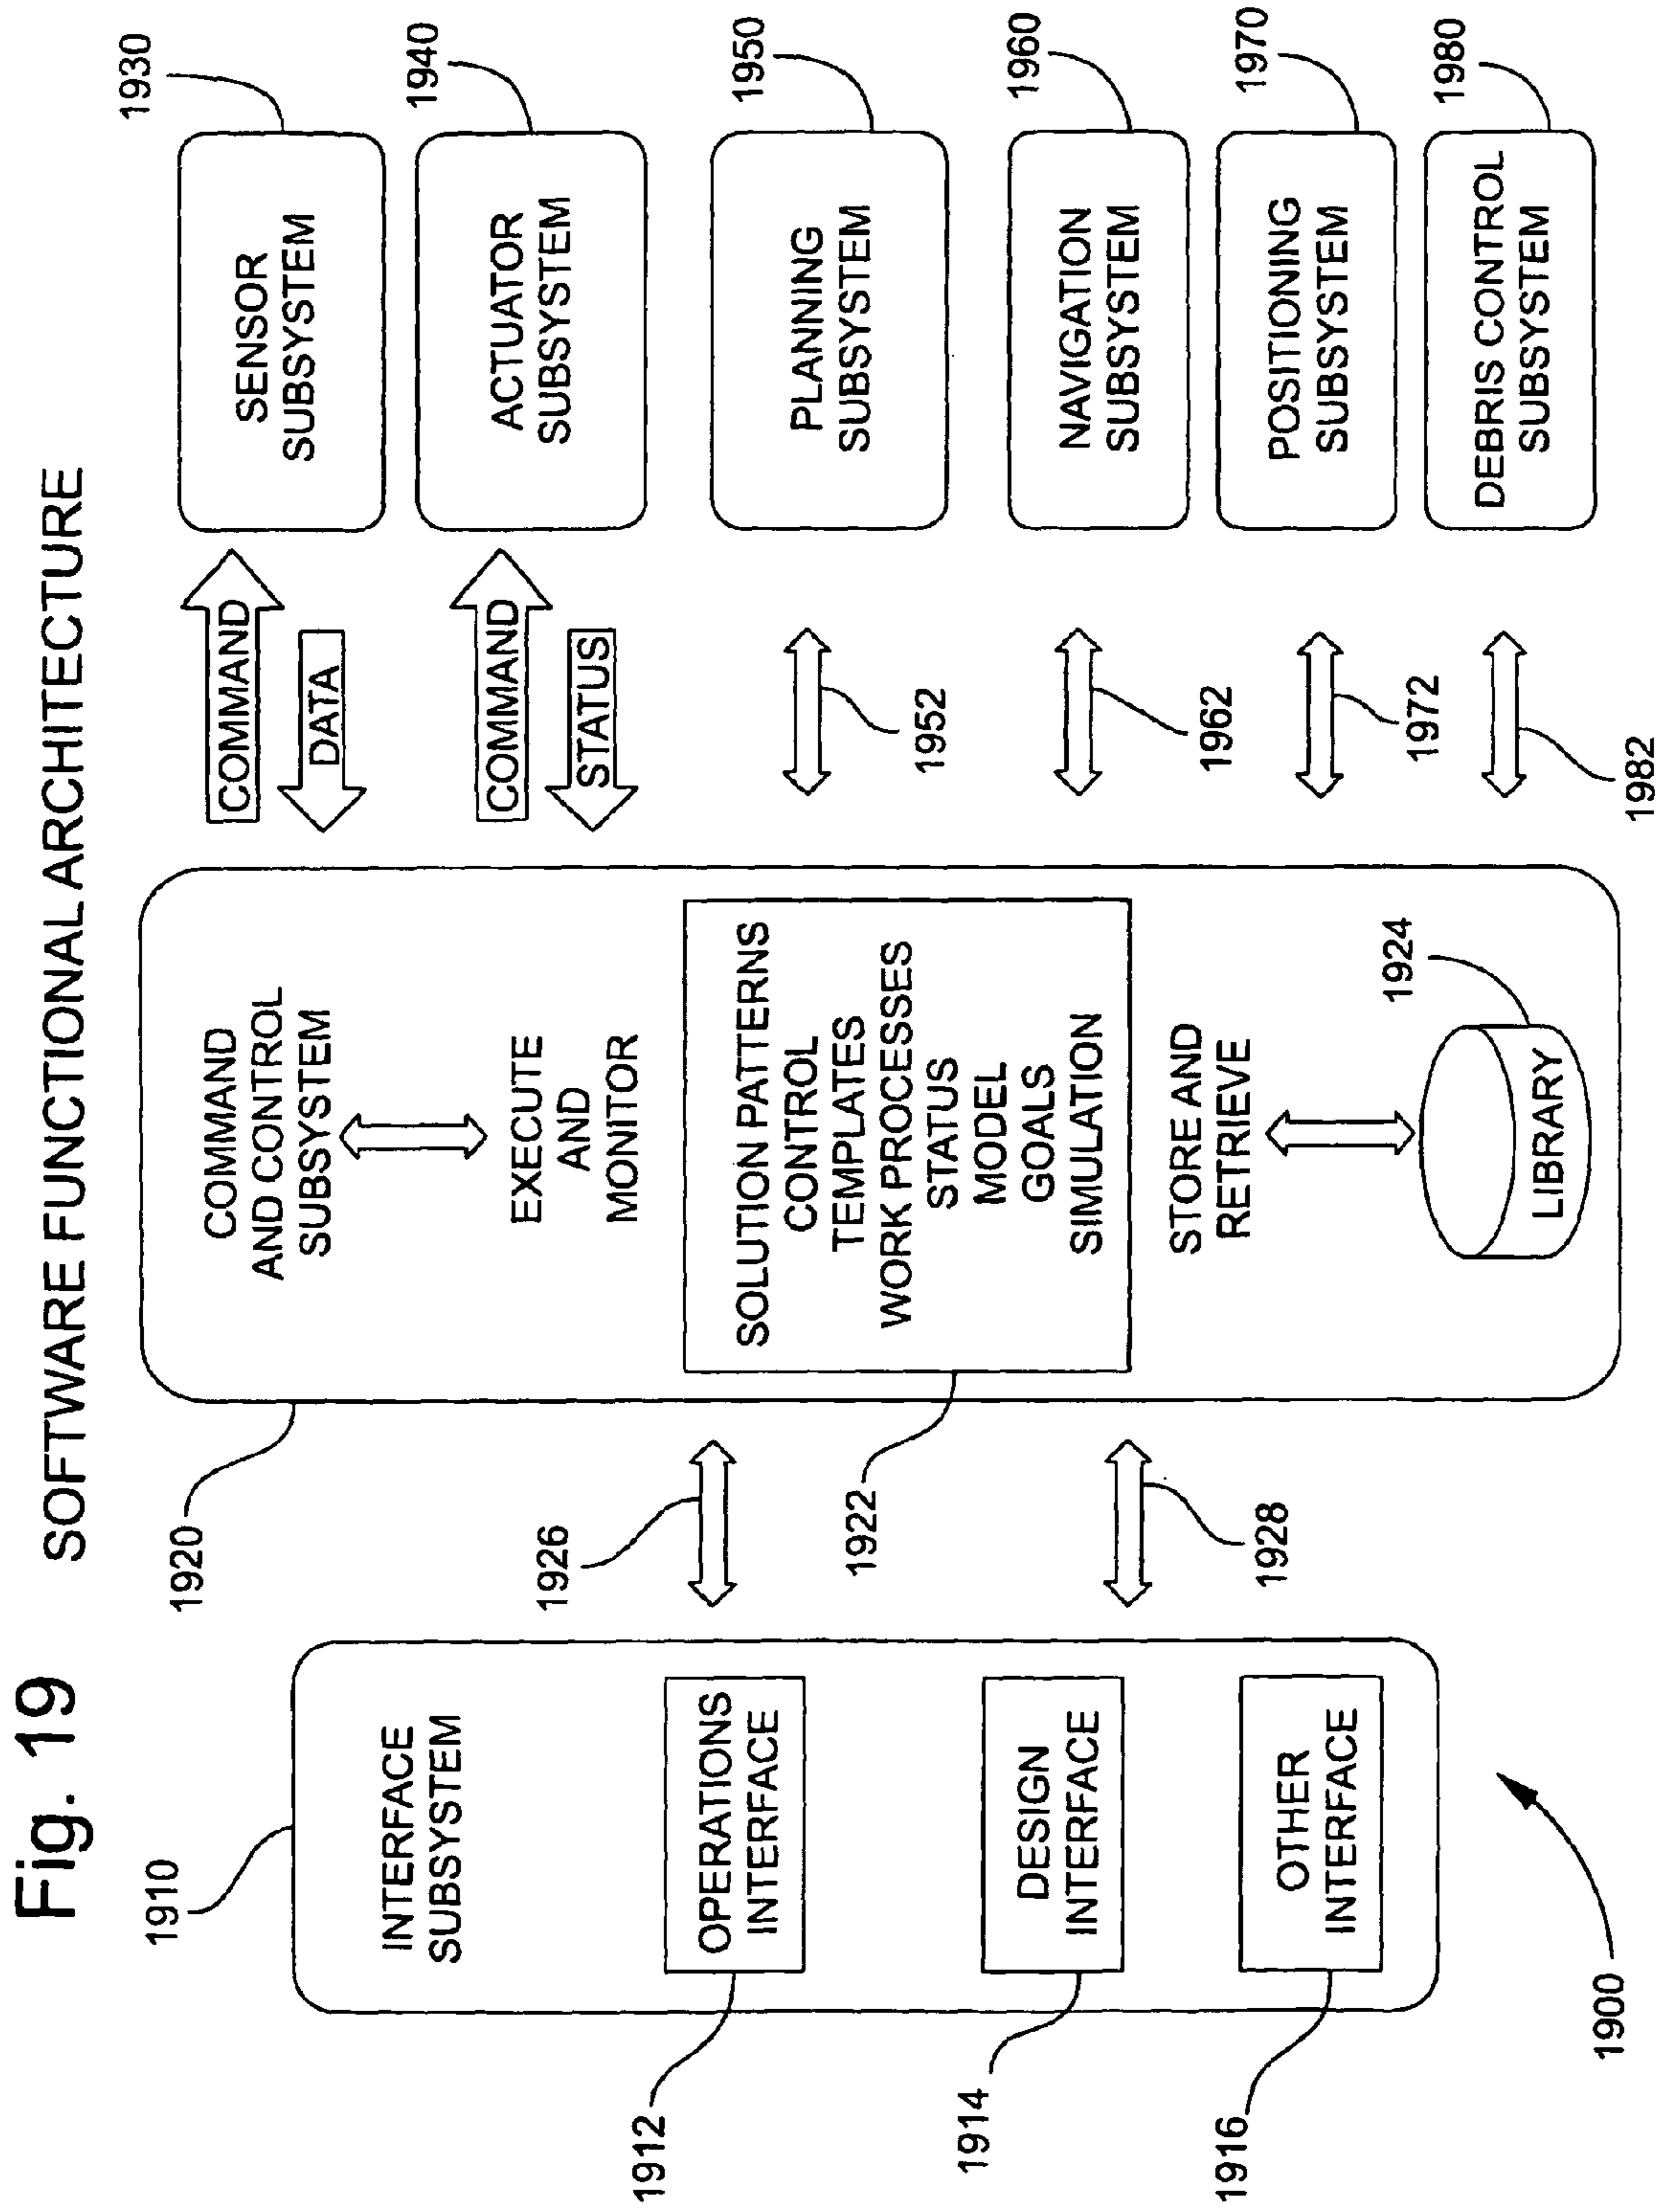 Fig. 19
SOFTWARE FUNCTIONAL ARCHITECTURE
1910
INTERFACE
SUBSYSTEM
OPERATIONS
INTERFACE
1912
DESIGN
INTERFACE
1914
OTHER
INTERFACE
1916
1900
1926
1928
1920
COMMAND
AND CONTROL
SUBSYSTEM
EXECUTE
AND
MONITOR
SOLUTION PATTERNS
CONTROL
TEMPLATES
WORK PROCESSES
STATUS
MODEL
GOALS
SIMULATION
1922
STORE AND
RETRIEVE
LIBRARY
1924
COMMAND
DATA
COMMAND
STATUS
1952
1962
1972
1982
SENSOR
SUBSYSTEM
1930
ACTUATOR
SUBSYSTEM
1940
PLANNING
SUBSYSTEM
1950
NAVIGATION
SUBSYSTEM
1960
POSITIONING
SUBSYSTEM
1970
DEBRIS CONTROL
SUBSYSTEM
1980